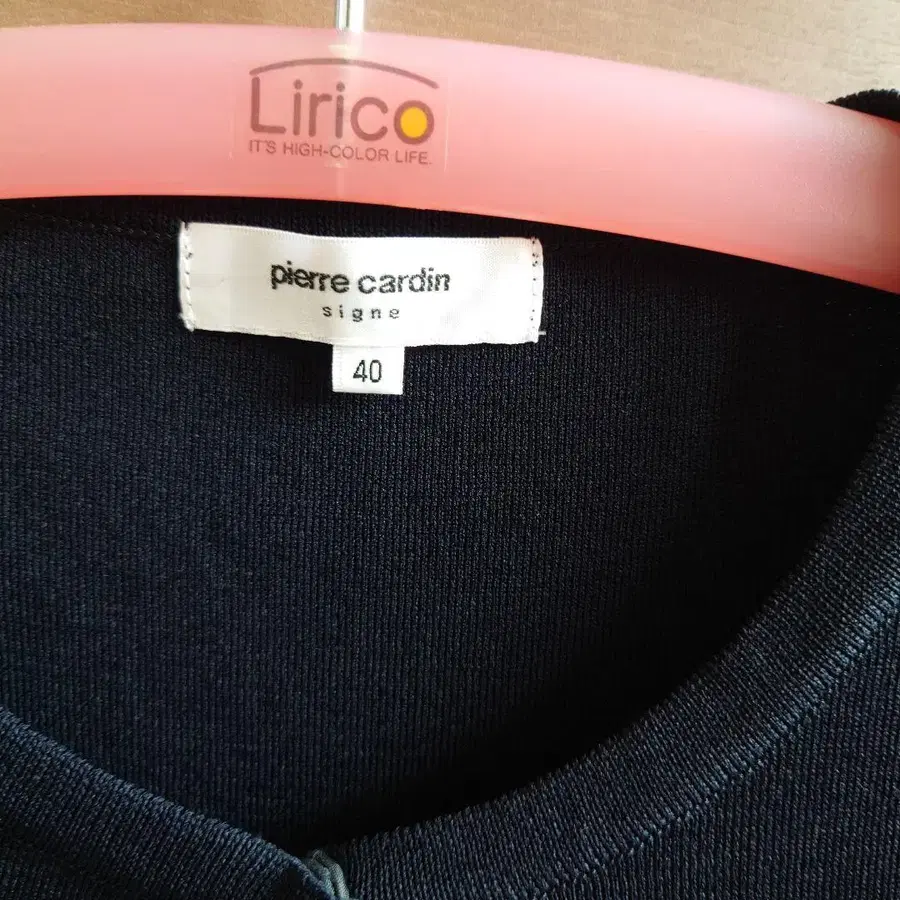 Lirico
IT'S HIGH-COLOR LIFE.
pierre cardin
signe
40